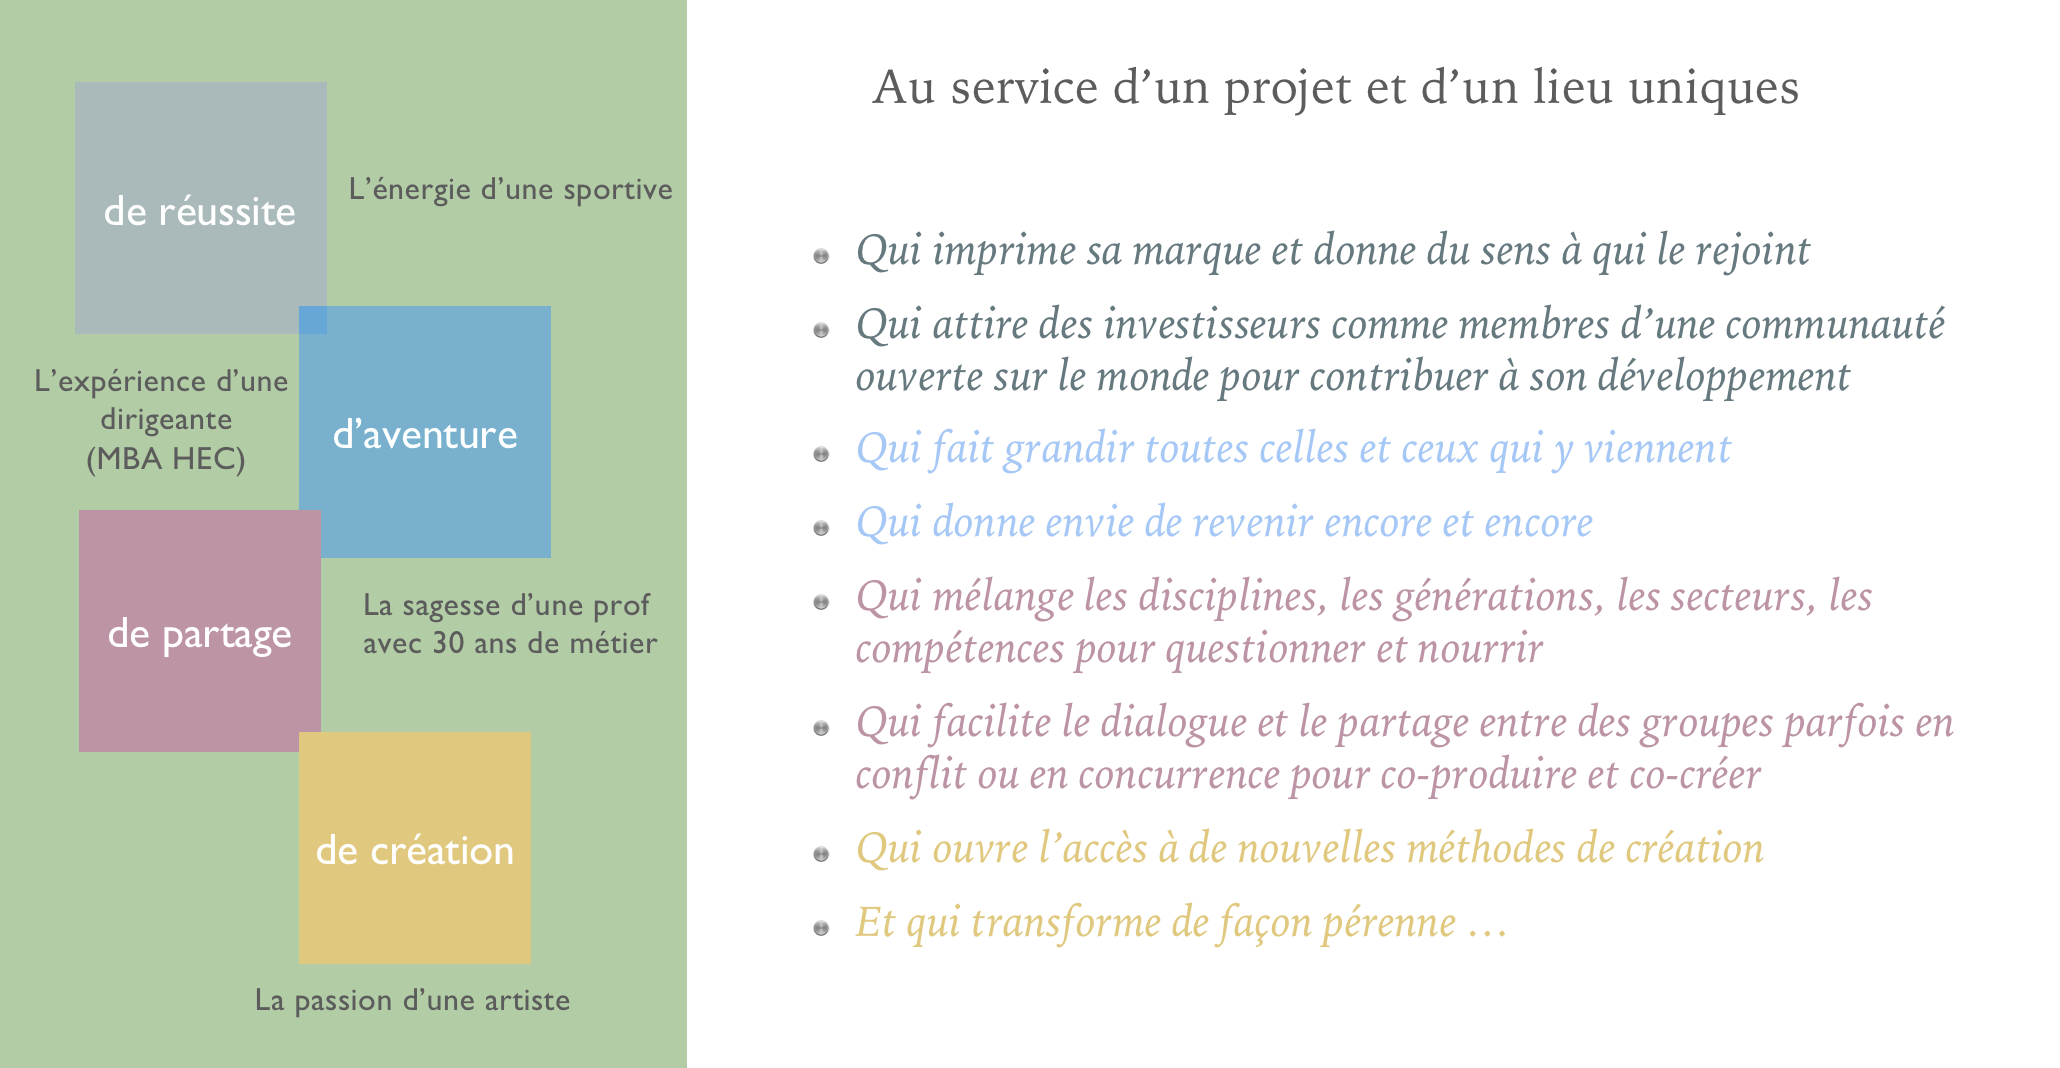 de réussite
L’énergie d’une sportive
L’expérience d’une
dirigeante
(MBA HEC)
d’aventure
de partage
La sagesse d’une prof
avec 30 ans de métier
de création
La passion d’une artiste
Au service d’un projet et d’un lieu uniques
Qui imprime sa marque et donne du sens à qui le rejoint
Qui attire des investisseurs comme membres d’une communauté
ouverte sur le monde pour contribuer à son développement
Qui fait grandir toutes celles et ceux qui y viennent
Qui donne envie de revenir encore et encore
Qui mélange les disciplines, les générations, les secteurs, les
compétences pour questionner et nourrir
Qui facilite le dialogue et le partage entre des groupes parfois en
conflit ou en concurrence pour co-produire et co-créer
Qui ouvre l’accès à de nouvelles méthodes de création
Et qui transforme de façon pérenne …